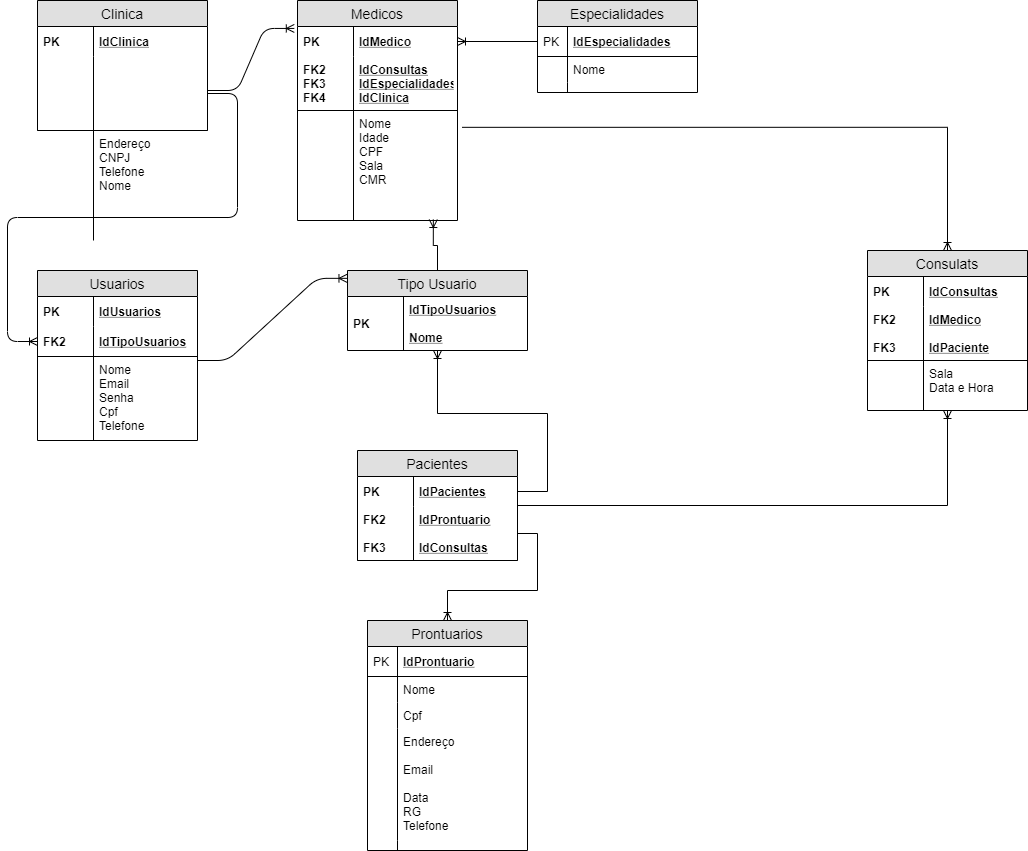 Clinica
PK IdClinica
Endereço
CNPJ
Telefone
Nome
Medicos
PK IdMedico
FK2 IdConsultas
FK3 IdEspecialidades
FK4 IdClinica
Nome
Idade
CPF
Sala
CMR
Especialidades
PK IdEspecialidades
Nome
Usuarios
PK IdUsuarios
FK2 IdTipoUsuarios
Nome
Email
Senha
Cpf
Telefone
Tipo Usuario
IdTipoUsuarios
PK
Nome
Consulats
PK IdConsultas
FK2 IdMedico
FK3 IdPaciente
Sala
Data e Hora
Pacientes
PK IdPacientes
FK2 IdProntuario
FK3 IdConsultas
Prontuarios
PK IdProntuario
Nome
Cpf
Endereço
Email
Data
RG
Telefone